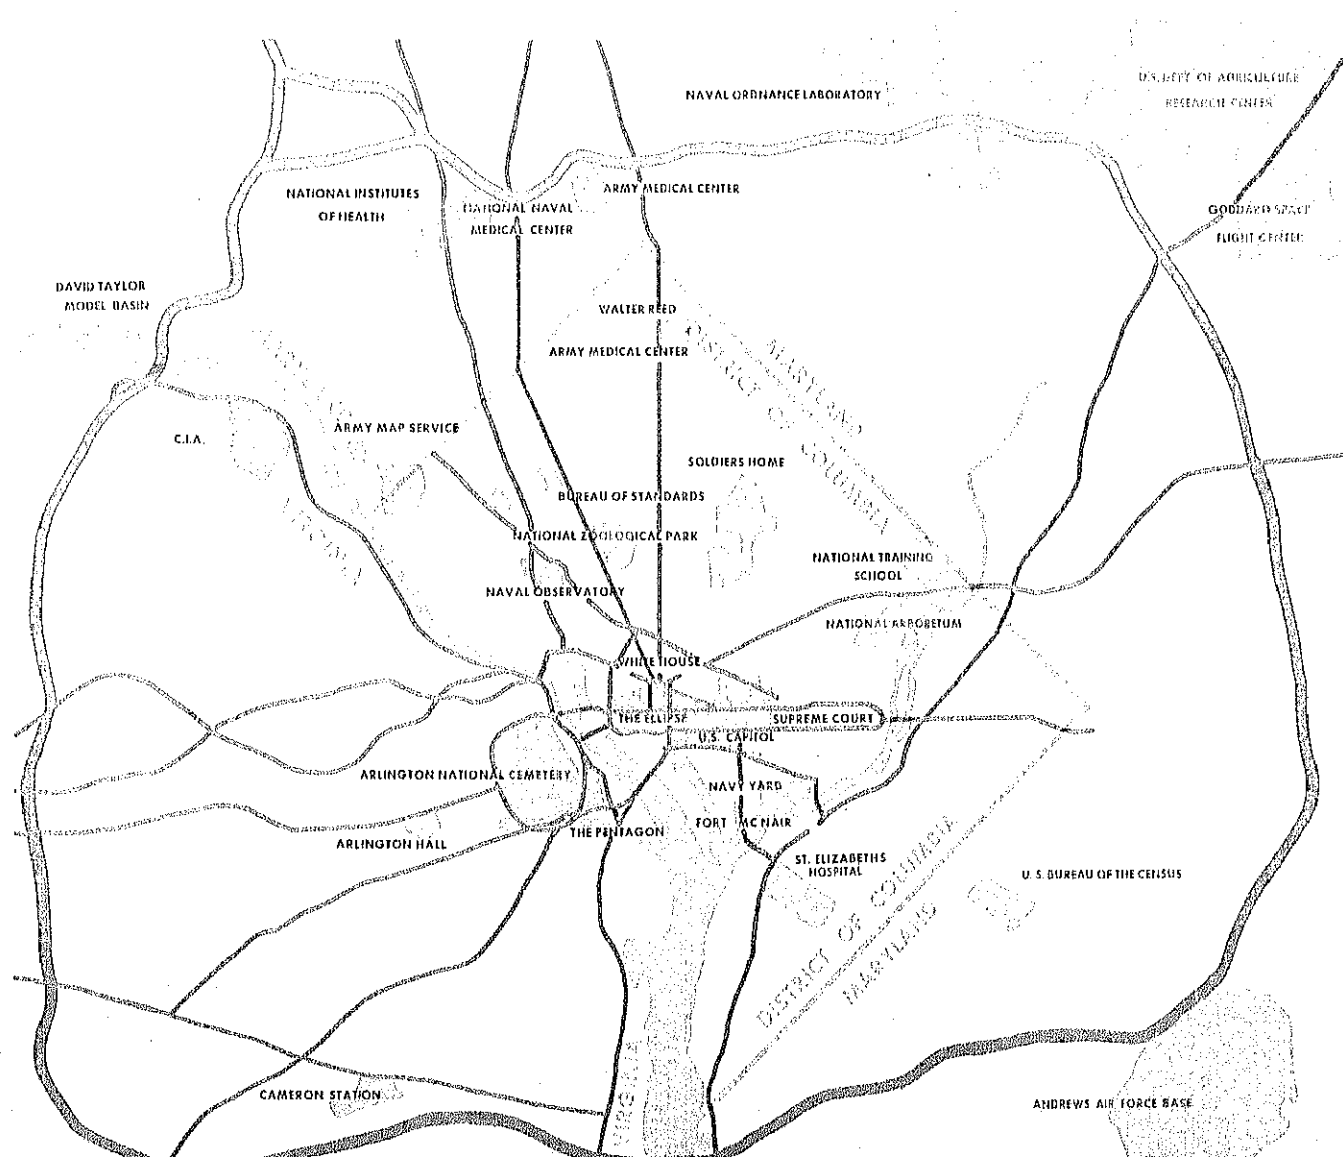 U.S. DEPT OF AGRICULTURE
RESEARCH CENTER
NAVAL ORDNANCE LABORATORY
NATIONAL INSTITUTES
OF HEALTH
NATIONAL NAVAL
MEDICAL CENTER
ARMY MEDICAL CENTER
GODDARD SPACE
FLIGHT CENTER
DAVID TAYLOR
MODEL BASIN
WALTER REED
ARMY MEDICAL CENTER
MARYLAND
DISTRICT OF COLUMBIA
MARYLAND
VIRGINIA
C.I.A.
ARMY MAP SERVICE
SOLDIERS HOME
BUREAU OF STANDARDS
NATIONAL ZOOLOGICAL PARK
NATIONAL TRAINING
SCHOOL
NAVAL OBSERVATORY
NATIONAL ARBORETUM
WHITE HOUSE
THE ELLIPSE
SUPREME COURT
U.S. CAPITOL
ARLINGTON NATIONAL CEMETERY
NAVY YARD
FORT MC NAIR
THE PENTAGON
ARLINGTON HALL
ST. ELIZABETHS
HOSPITAL
U.S. BUREAU OF THE CENSUS
DISTRICT OF COLUMBIA
MARYLAND
VIRGINIA
CAMERON STATION
ANDREWS AIR FORCE BASE